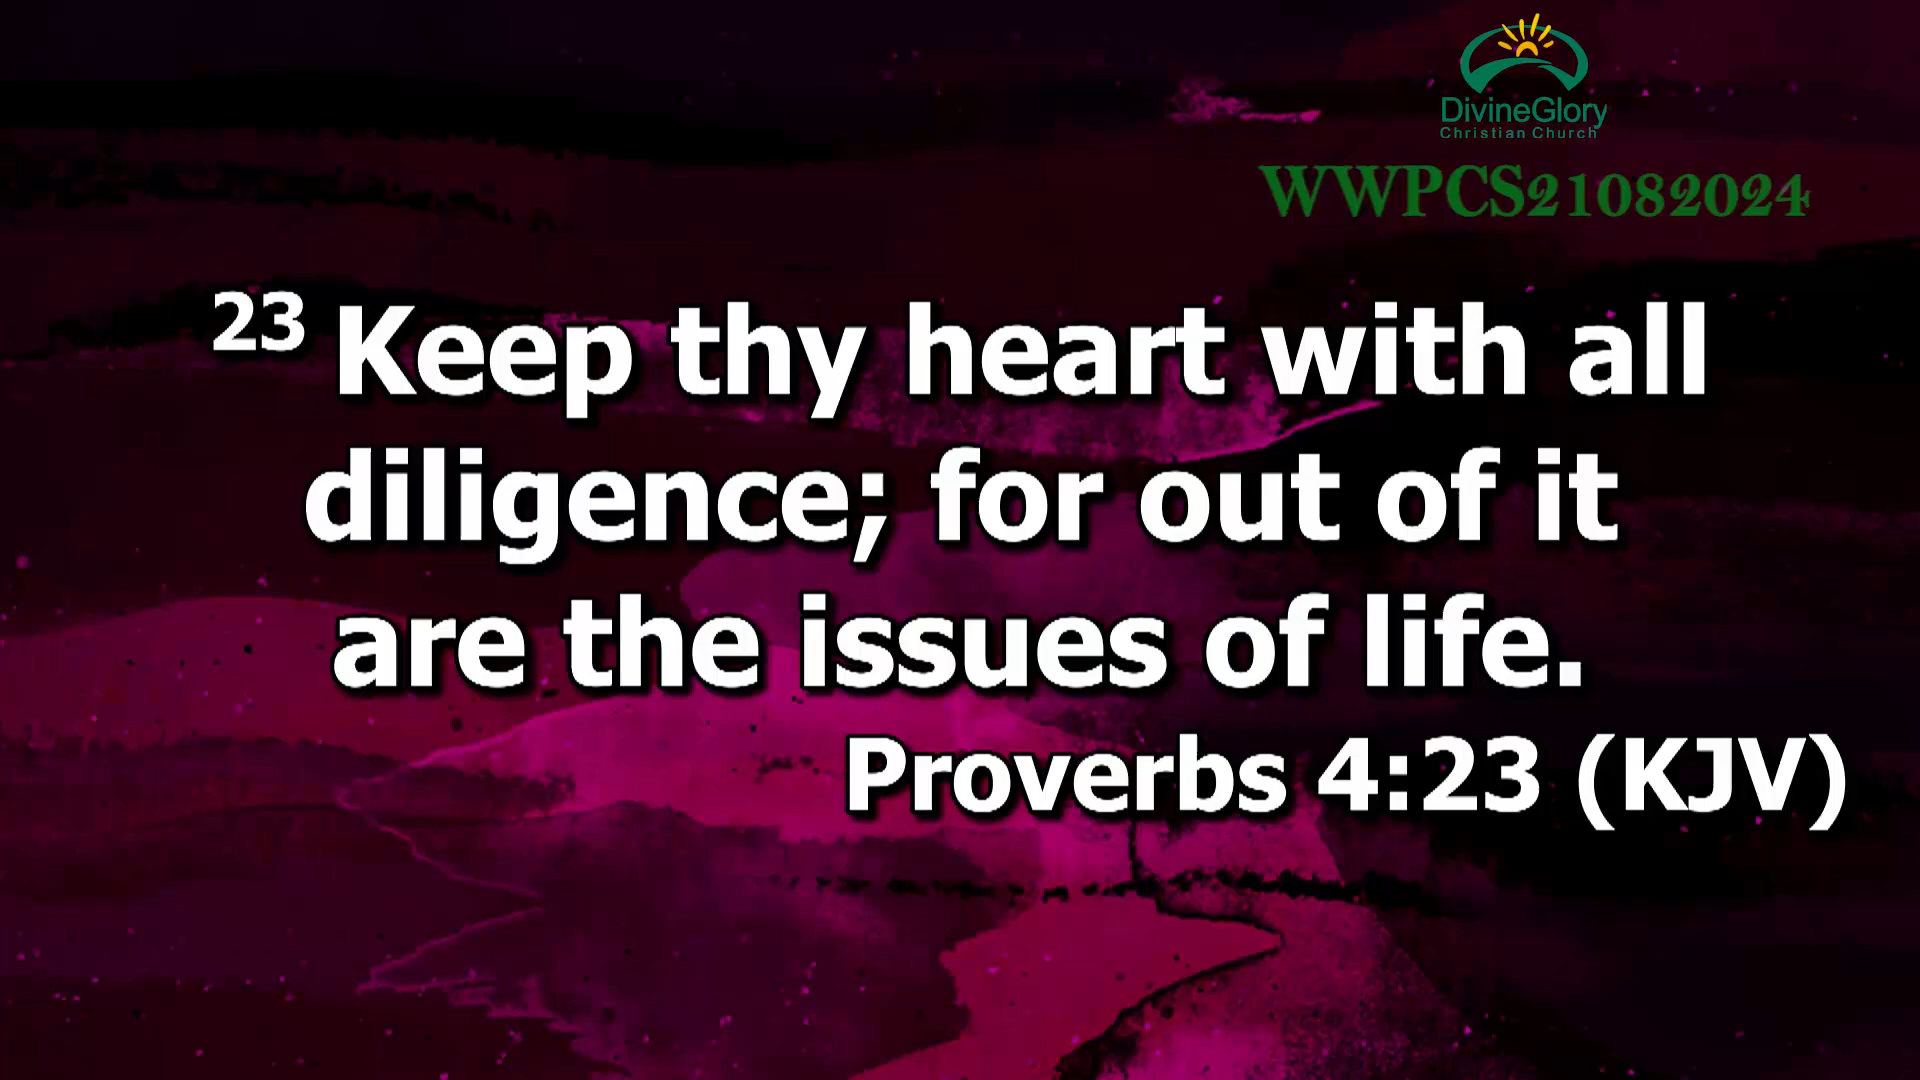 DivineGlory
Christian Church
WWPCS21082024
23 Keep thy heart with all
diligence; for out of it
are the issues of life.
Proverbs 4:23 (KJV)